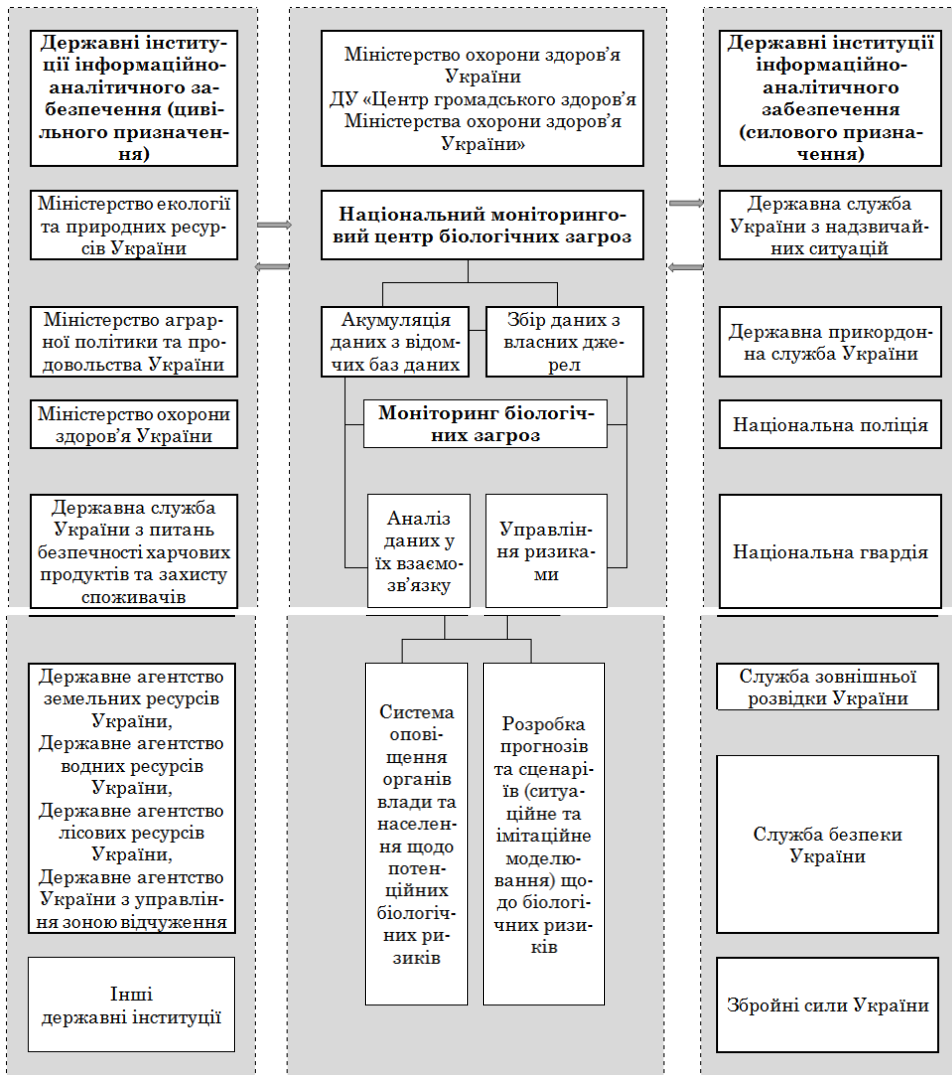 Державні інститу-
ції інформаційно-
аналітичного за-
безпечення (цивіль-
ного призначен-
ня)
Міністерство екології
та природних ресур-
сів України
Міністерство аграр-
ної політики та про-
довольства України
Міністерство охорони
здоров'я України
Державна служба
України з питань
безпечності харчових
продуктів та захисту
споживачів
Державне агентство
земельних ресурсів
України,
Державне агентство
водних ресурсів
України,
Державне агентство
лісових ресурсів
України,
Державне агентство
України з управлін-
ня зоною відчуження
Інші
державні інституції
Міністерство охорони здоров'я
України
ДУ «Центр громадського здоров'я
Міністерства охорони здоров'я
України»
Національний моніторинго-
вий центр біологічних загроз
Акумуляція
даних з відом-
чих баз даних
Збір даних з
власних дже-
рел
Моніторинг біологіч-
них загроз
Аналіз
даних у
їх взаємо-
зв'язку
Управлін-
ня ризика-
ми
Система
опові-
щення
органів
влади та
населен-
ня щодо
потен-
ційних
біологіч-
них ри-
зиків
Розробка
прогнозів
та сценарі-
їв (ситуа-
ційне та
імітаційне
моделю-
вання) що-
до біоло-
гічних ризи-
ків
Державні інституції
інформаційно-
аналітичного
забезпечення
(силового призна-
чення)
Державна служба
України з надзвичай-
них ситуацій
Державна прикордон-
на служба України
Національна поліція
Національна гвардія
Служба зовнішньої
розвідки України
Служба безпеки
України
Збройні сили України